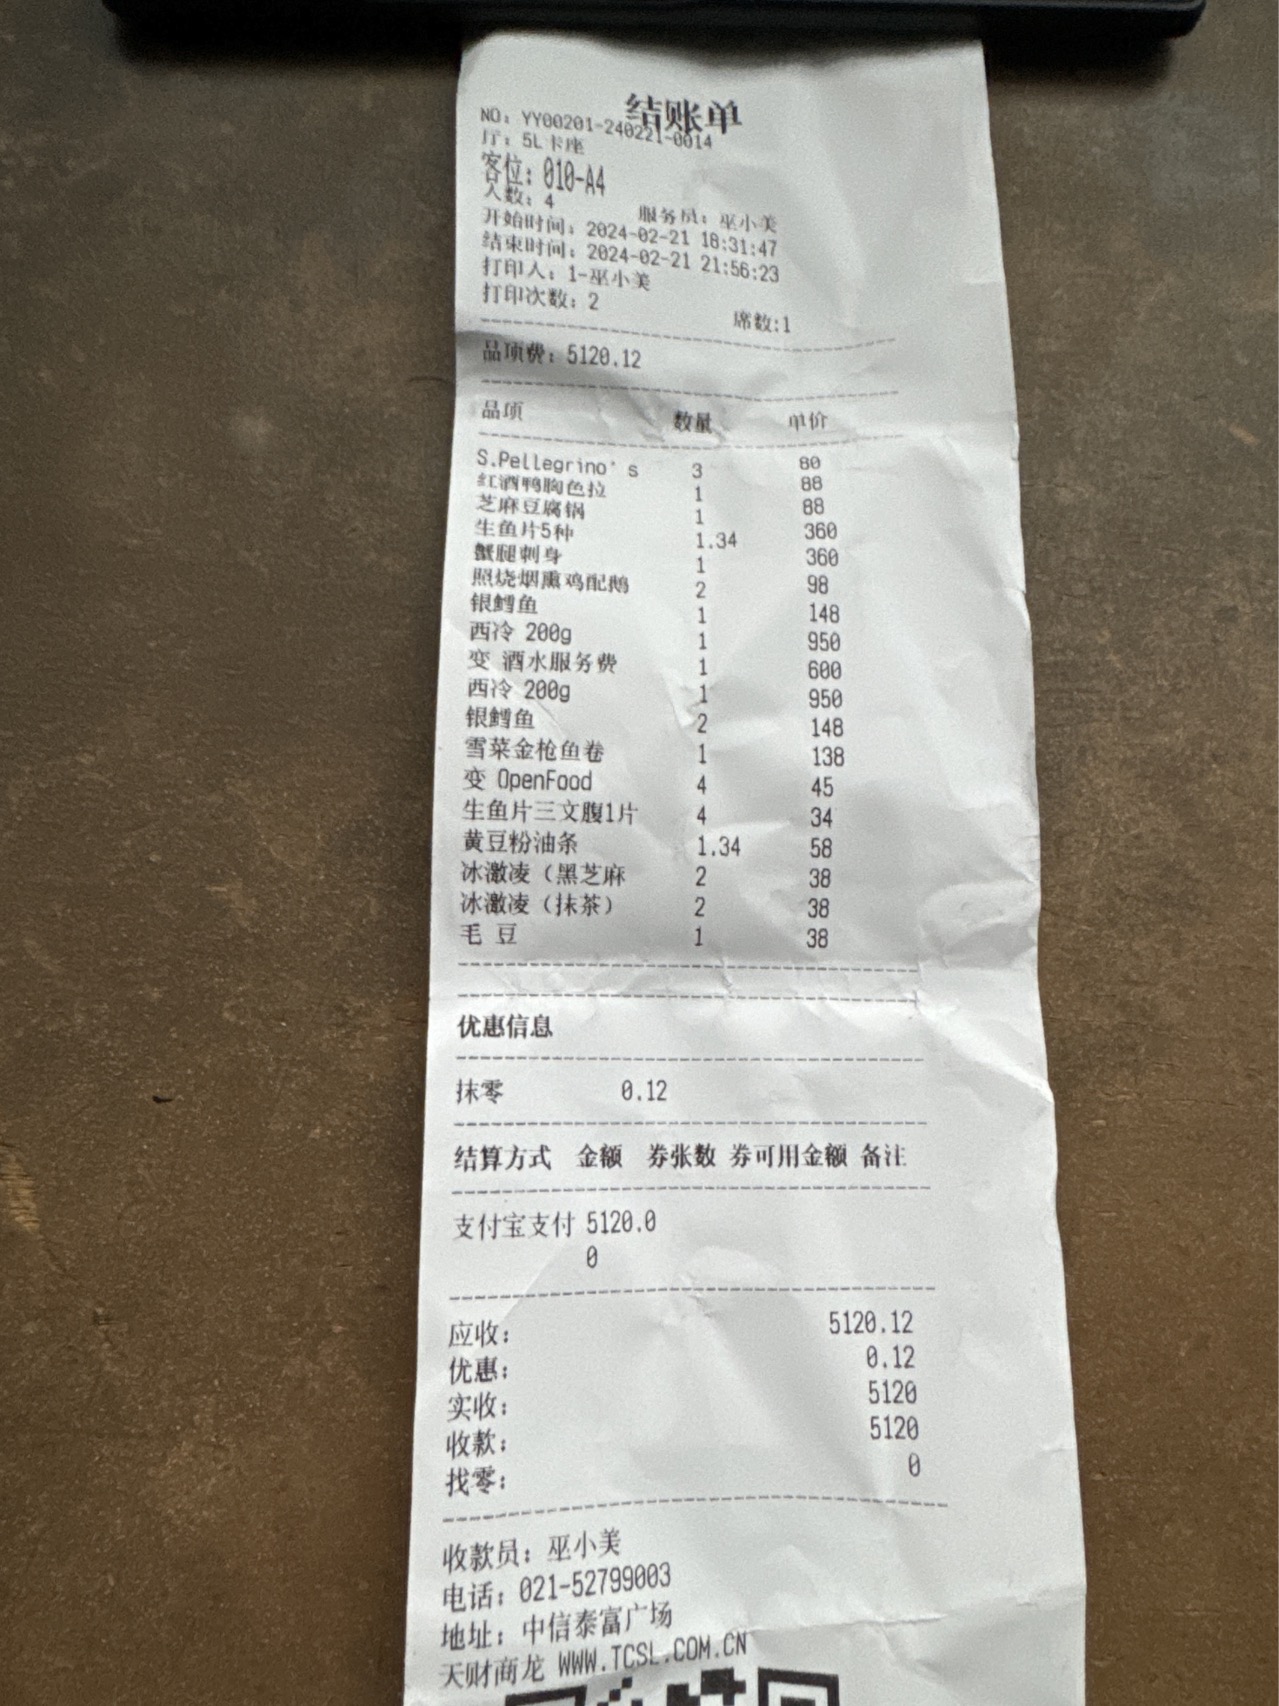 结账单
NO：YY00201-240221-0014
厅：5L卡座
客位：010-A4
人数：4 服务员：巫小美
开始时间：2024-02-21 18:31:47
结束时间：2024-02-21 21:56:23
打印人：1-巫小美
打印次数：2 席数:1
品项费：5120.12
品项 数量 单价
S.Pellegrino's 3 80
红酒鸭胸色拉 1 88
芝麻豆腐锅 1 88
生鱼片5种 1.34 360
蟹腿刺身 1 360
照烧烟熏鸡配鹅 2 98
银鳕鱼 1 148
西冷 200g 1 950
变 酒水服务费 1 600
西冷 200g 1 950
银鳕鱼 2 148
雪菜金枪鱼卷 1 138
变 OpenFood 4 45
生鱼片三文腹1片 4 34
黄豆粉油条 1.34 58
冰激凌（黑芝麻 2 38
冰激凌（抹茶） 2 38
毛 豆 1 38
优惠信息
抹零 0.12
结算方式 金额 券张数 券可用金额 备注
支付宝支付 5120.0
0
应收： 5120.12
优惠： 0.12
实收： 5120
收款： 5120
找零： 0
收款员：巫小美
电话：021-52799003
地址：中信泰富广场
天财商龙 WWW.TCSL.COM.CN